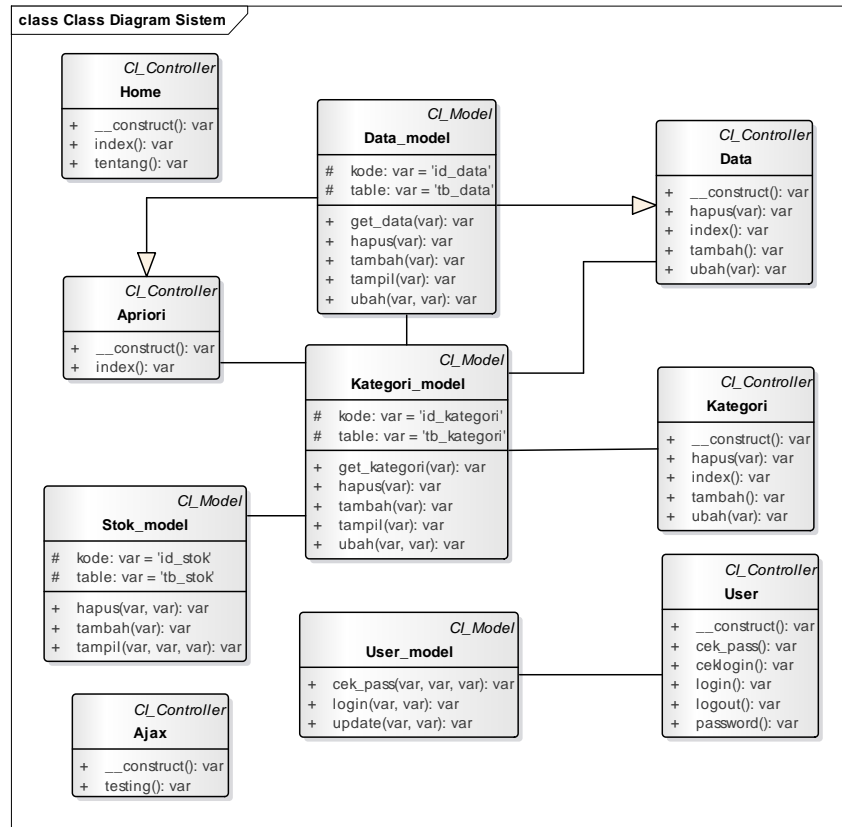 class Class Diagram Sistem
CI_Controller
Home
+ __construct(): var
+ index(): var
+ tentang(): var
CI_Model
Data_model
# kode: var = 'id_data'
# table: var = 'tb_data'
+ get_data(var): var
+ hapus(var): var
+ tambah(var): var
+ tampil(var): var
+ ubah(var, var): var
CI_Controller
Data
+ __construct(): var
+ hapus(var): var
+ index(): var
+ tambah(): var
+ ubah(var): var
CI_Controller
Apriori
+ __construct(): var
+ index(): var
CI_Model
Kategori_model
# kode: var = 'id_kategori'
# table: var = 'tb_kategori'
+ get_kategori(var): var
+ hapus(var): var
+ tambah(var): var
+ tampil(var): var
+ ubah(var, var): var
CI_Controller
Kategori
+ __construct(): var
+ hapus(var): var
+ index(): var
+ tambah(): var
+ ubah(var): var
CI_Model
Stok_model
# kode: var = 'id_stok'
# table: var = 'tb_stok'
+ hapus(var, var): var
+ tambah(var): var
+ tampil(var, var, var): var
CI_Model
User_model
+ cek_pass(var, var, var): var
+ login(var, var): var
+ update(var, var): var
CI_Controller
User
+ __construct(): var
+ cek_pass(): var
+ ceklogin(): var
+ login(): var
+ logout(): var
+ password(): var
CI_Controller
Ajax
+ __construct(): var
+ testing(): var